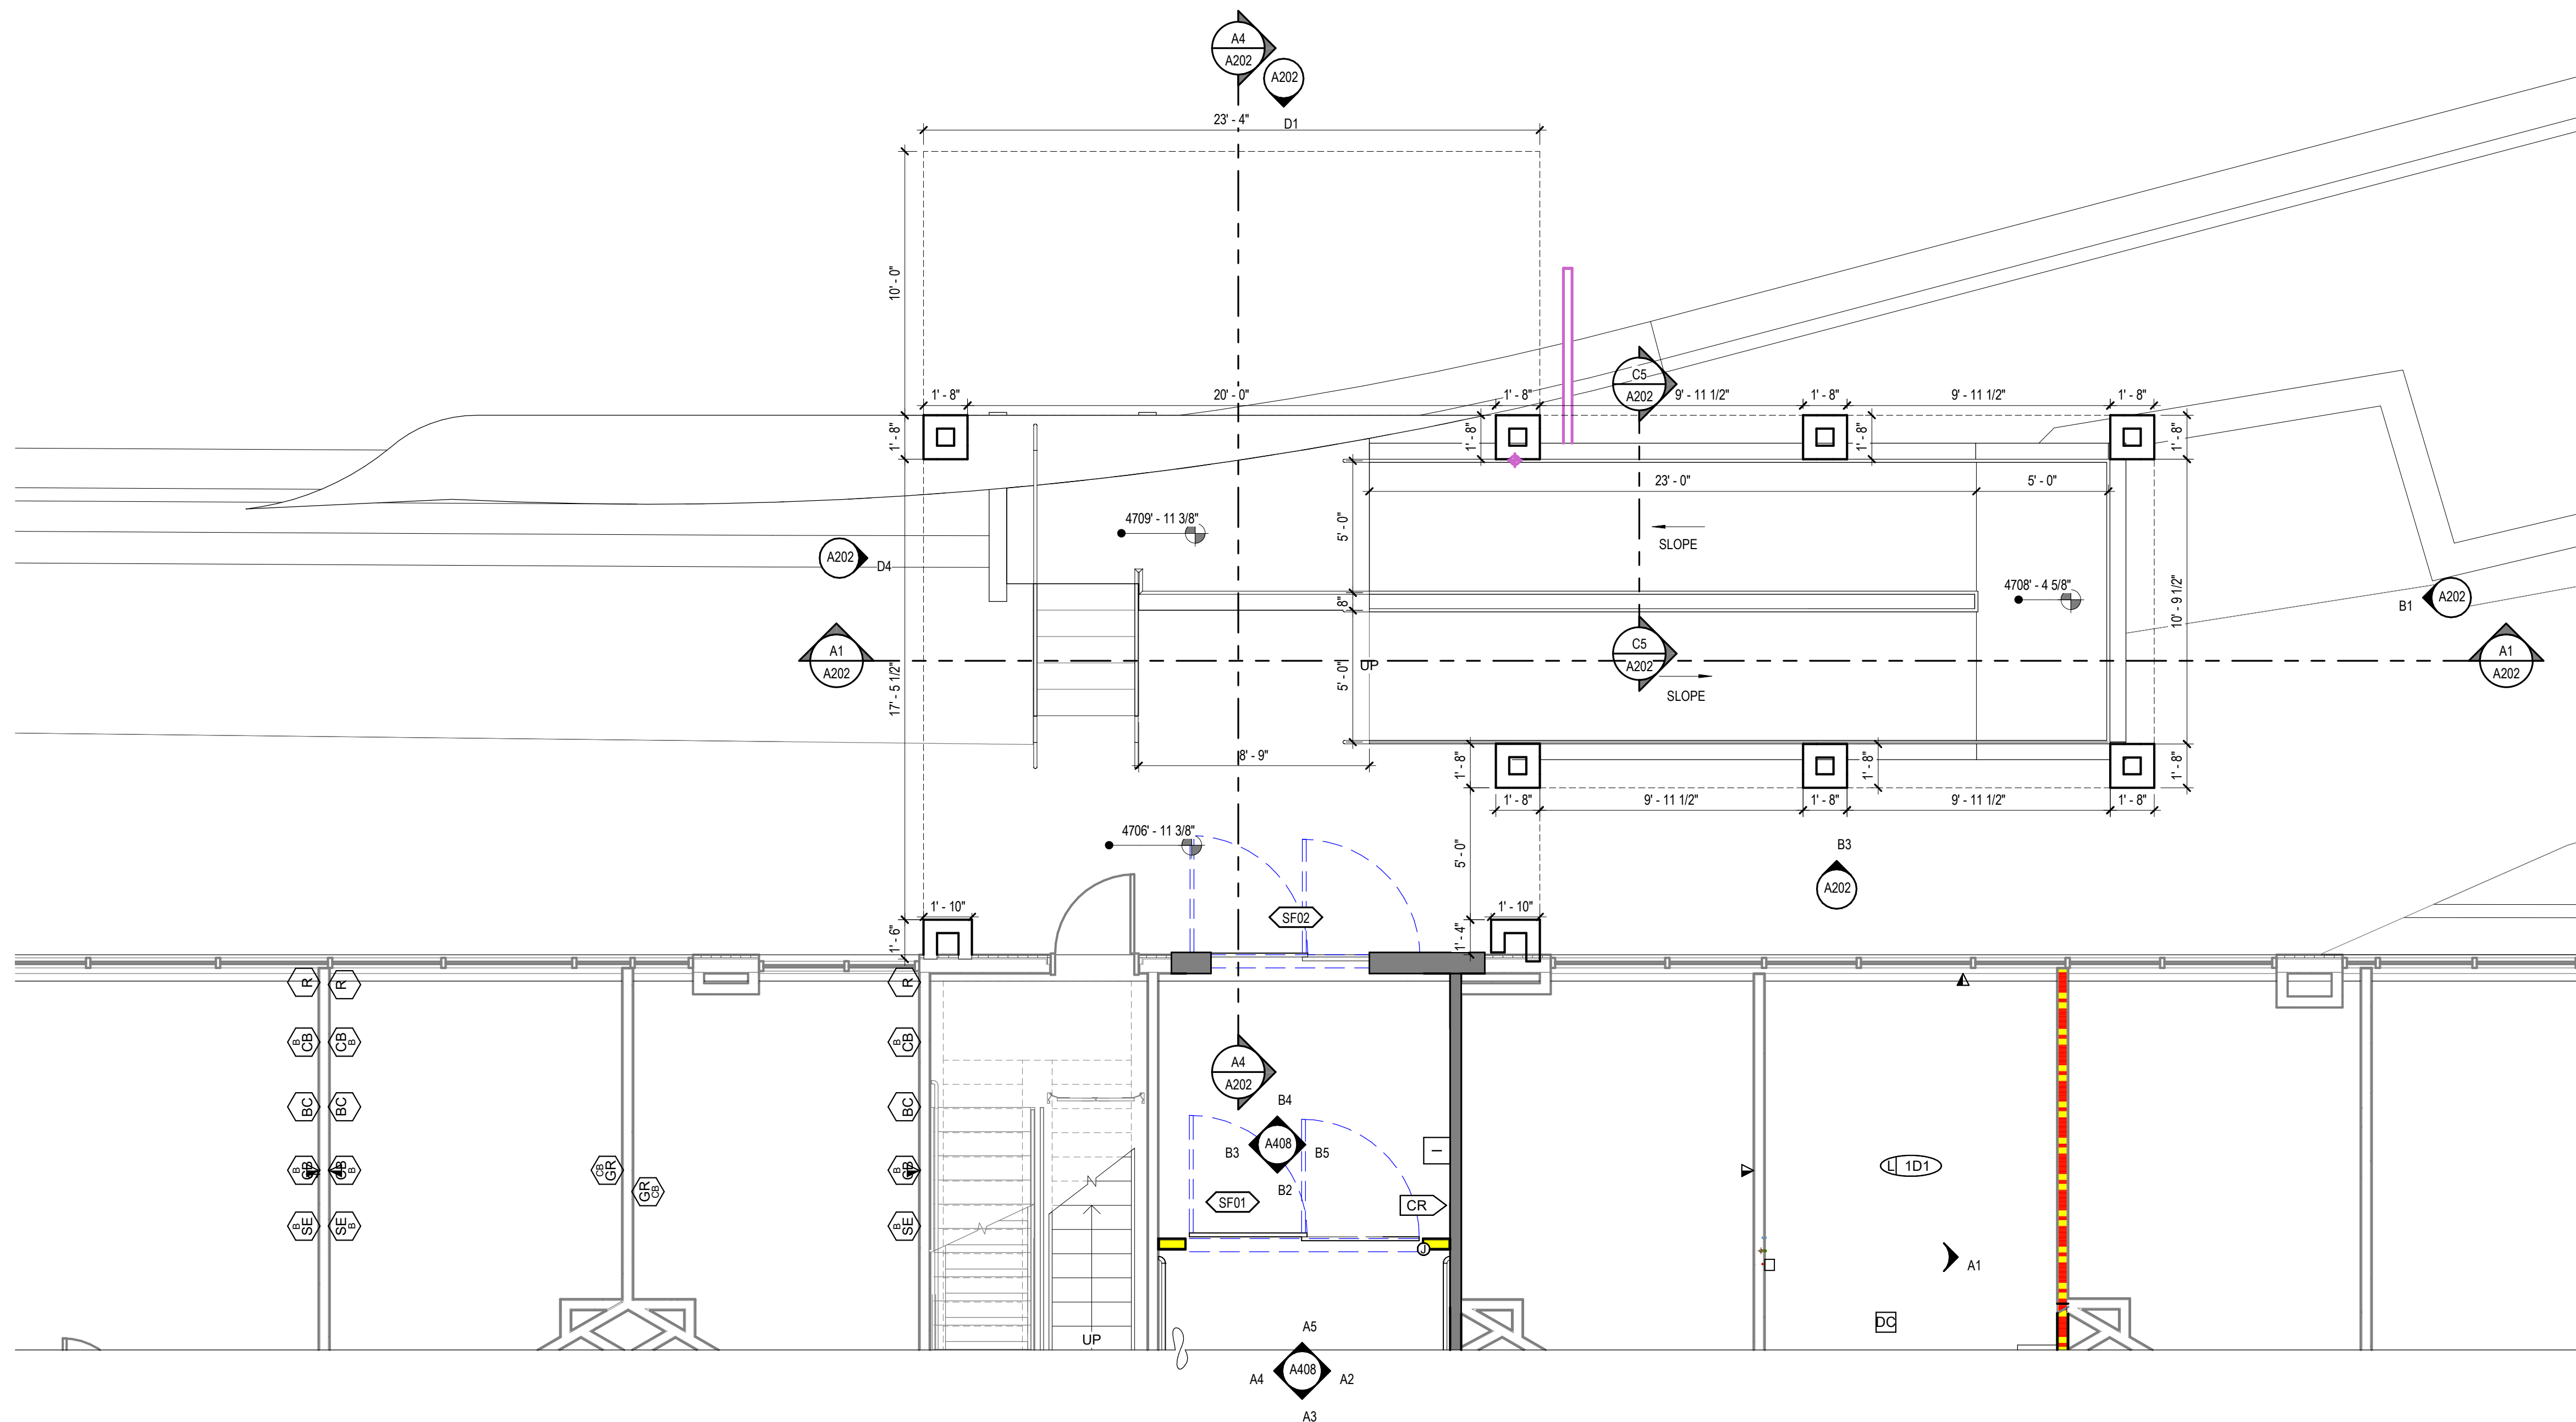 A4
A202
A202
23' - 4"
D1
10' - 0"
1' - 8"
20' - 0"
1' - 8"
C5
A202
9' - 11 1/2"
1' - 8"
9' - 11 1/2"
1' - 8"
1' - 8"
1' - 8"
1' - 8"
1' - 8"
23' - 0"
5' - 0"
4709' - 11 3/8"
5' - 0"
SLOPE
A202
D4
4708' - 4 5/8"
8"
10' - 9 1/2"
B1
A202
A1
A202
17' - 5 1/2"
5' - 0"
UP
C5
A202
SLOPE
A1
A202
8' - 9"
1' - 8"
1' - 8"
1' - 8"
1' - 8"
9' - 11 1/2"
1' - 8"
9' - 11 1/2"
1' - 8"
4706' - 11 3/8"
5' - 0"
B3
A202
1' - 10"
SF02
1' - 10"
1' - 6"
1' - 4"
R
R
R
B CB
CB B
B CB
A4
A202
BC
BC
BC
B4
A408
B3
B5
B2
I
B CB
CB B
CB GR
GR CB
B CB
L 1D1
SF01
CR
B SE
SE B
B SE
J
A1
DC
UP
A5
A408
A4
A2
A3